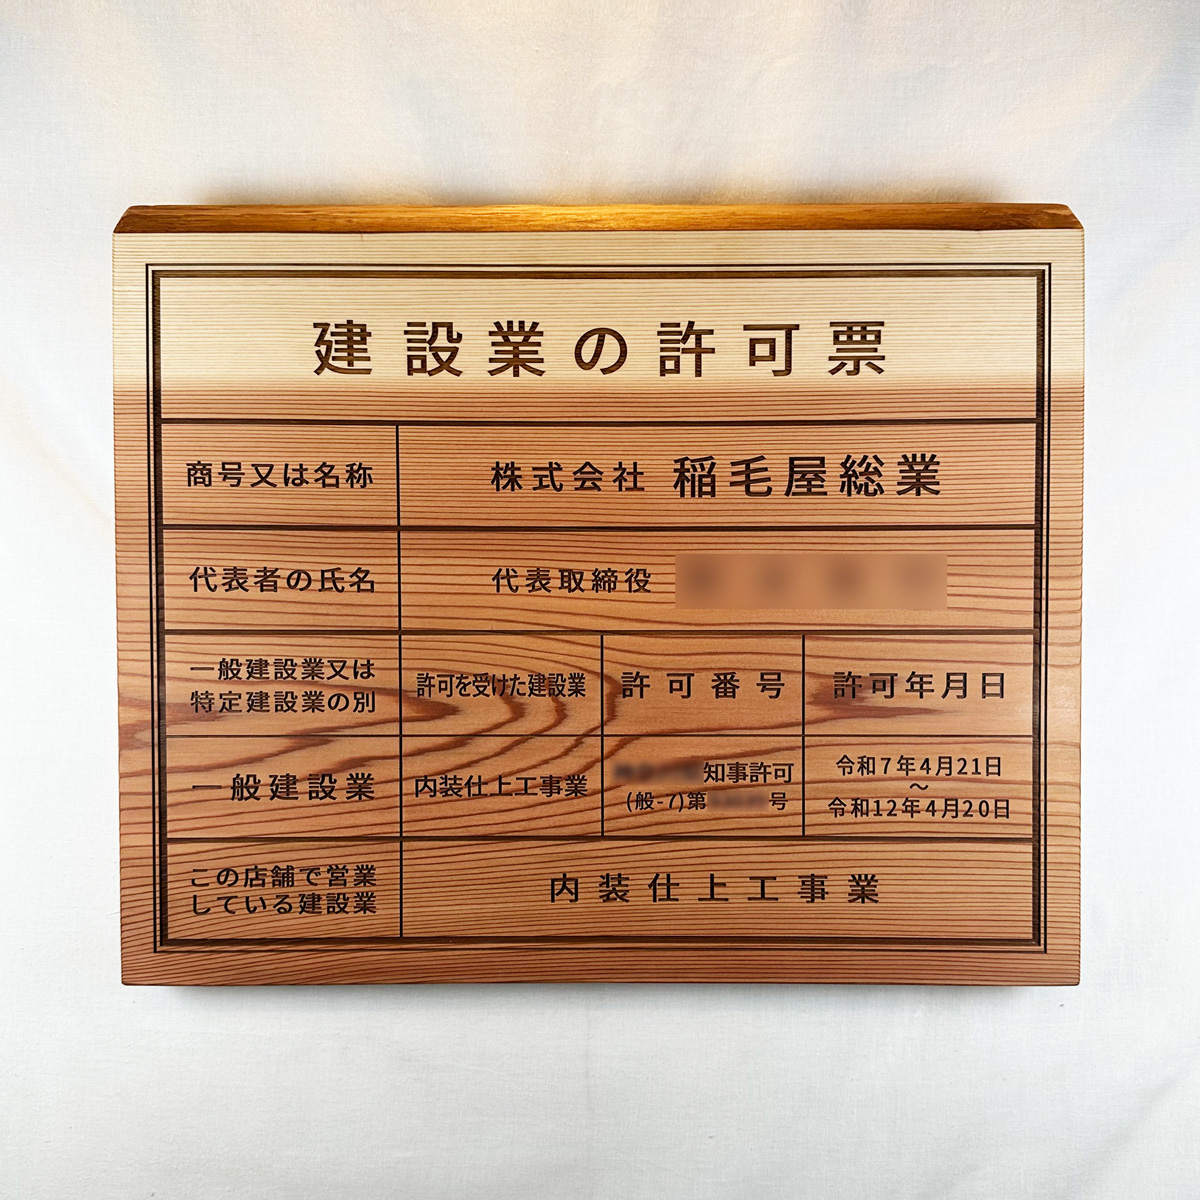 建設業の許可票
商号又は名称
株式会社 稲毛屋総業
代表者の氏名
代表取締役
一般建設業又は
特定建設業の別
許可を受けた建設業
許可番号
許可年月日
一般建設業
内装仕上工事業
知事許可
(般-7)第 号
令和7年4月21日
～
令和12年4月20日
この店舗で営業
している建設業
内装仕上工事業